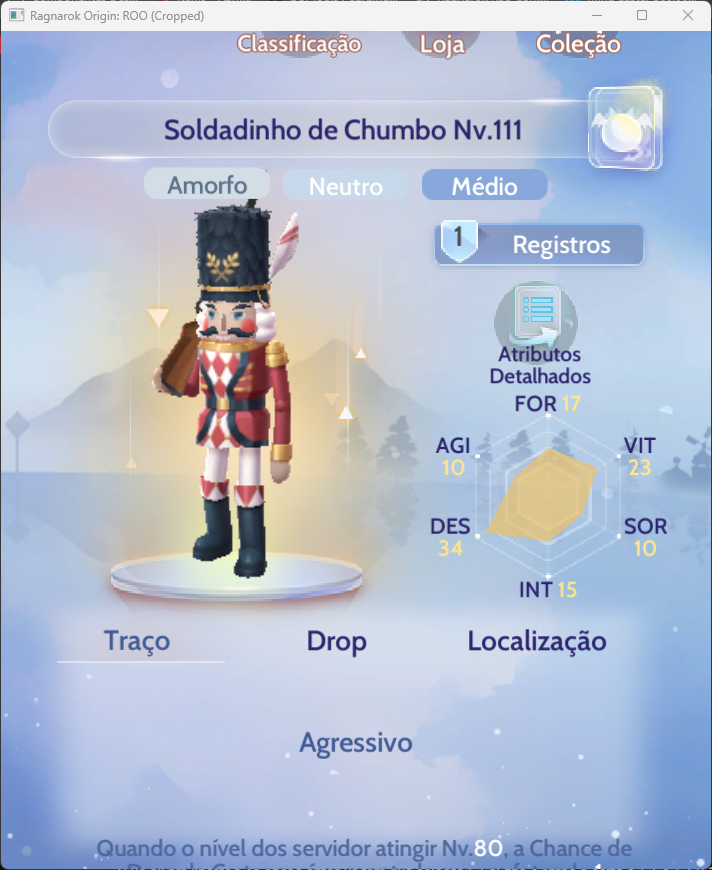 Ragnarok Origin: ROO (Cropped)
Classificação Loja Coleção
Soldadinho de Chumbo Nv.111
Amorfo Neutro Médio
1 Registros
Atributos
Detalhados
FOR 17
AGI VIT
10 23
DES SOR
34 10
INT 15
Traço Drop Localização
Agressivo
Quando o nível dos servidor atingir Nv.80, a Chance de